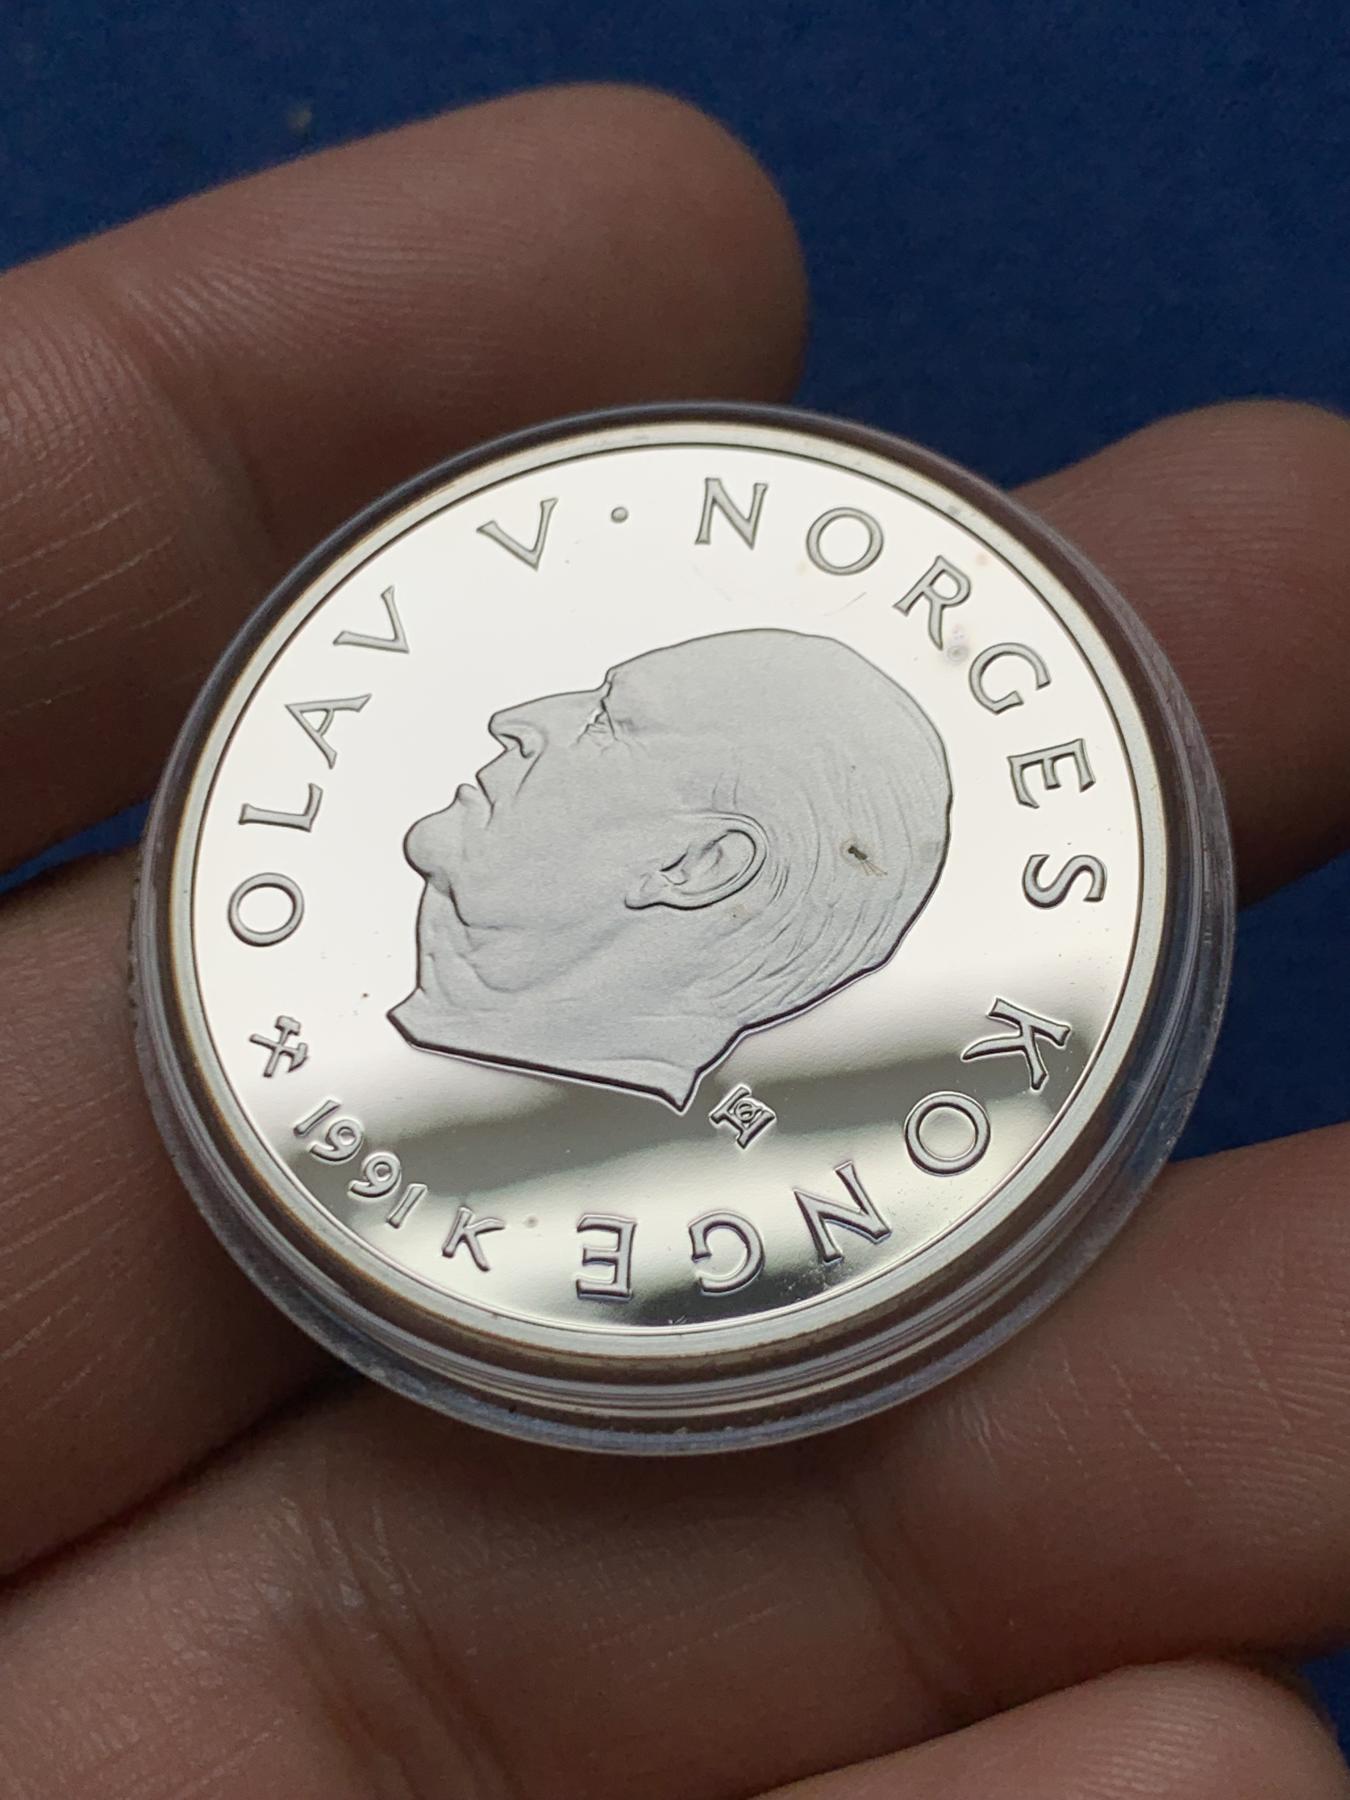 OLAV V · NORGES KONGE
1991 K